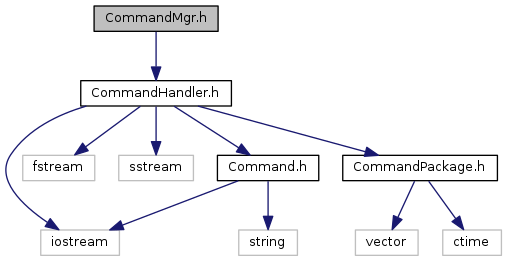 CommandMgr.h
CommandHandler.h
fstream
sstream
Command.h
CommandPackage.h
iostream
string
vector
ctime